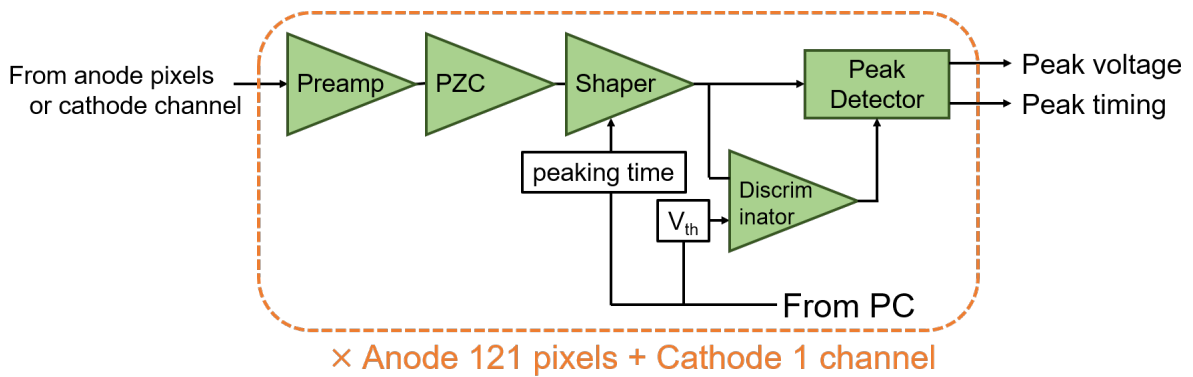 From anode pixels
or cathode channel
Preamp
PZC
Shaper
Peak
Detector
Peak voltage
Peak timing
peaking time
Discrim
inator
Vth
From PC
× Anode 121 pixels + Cathode 1 channel